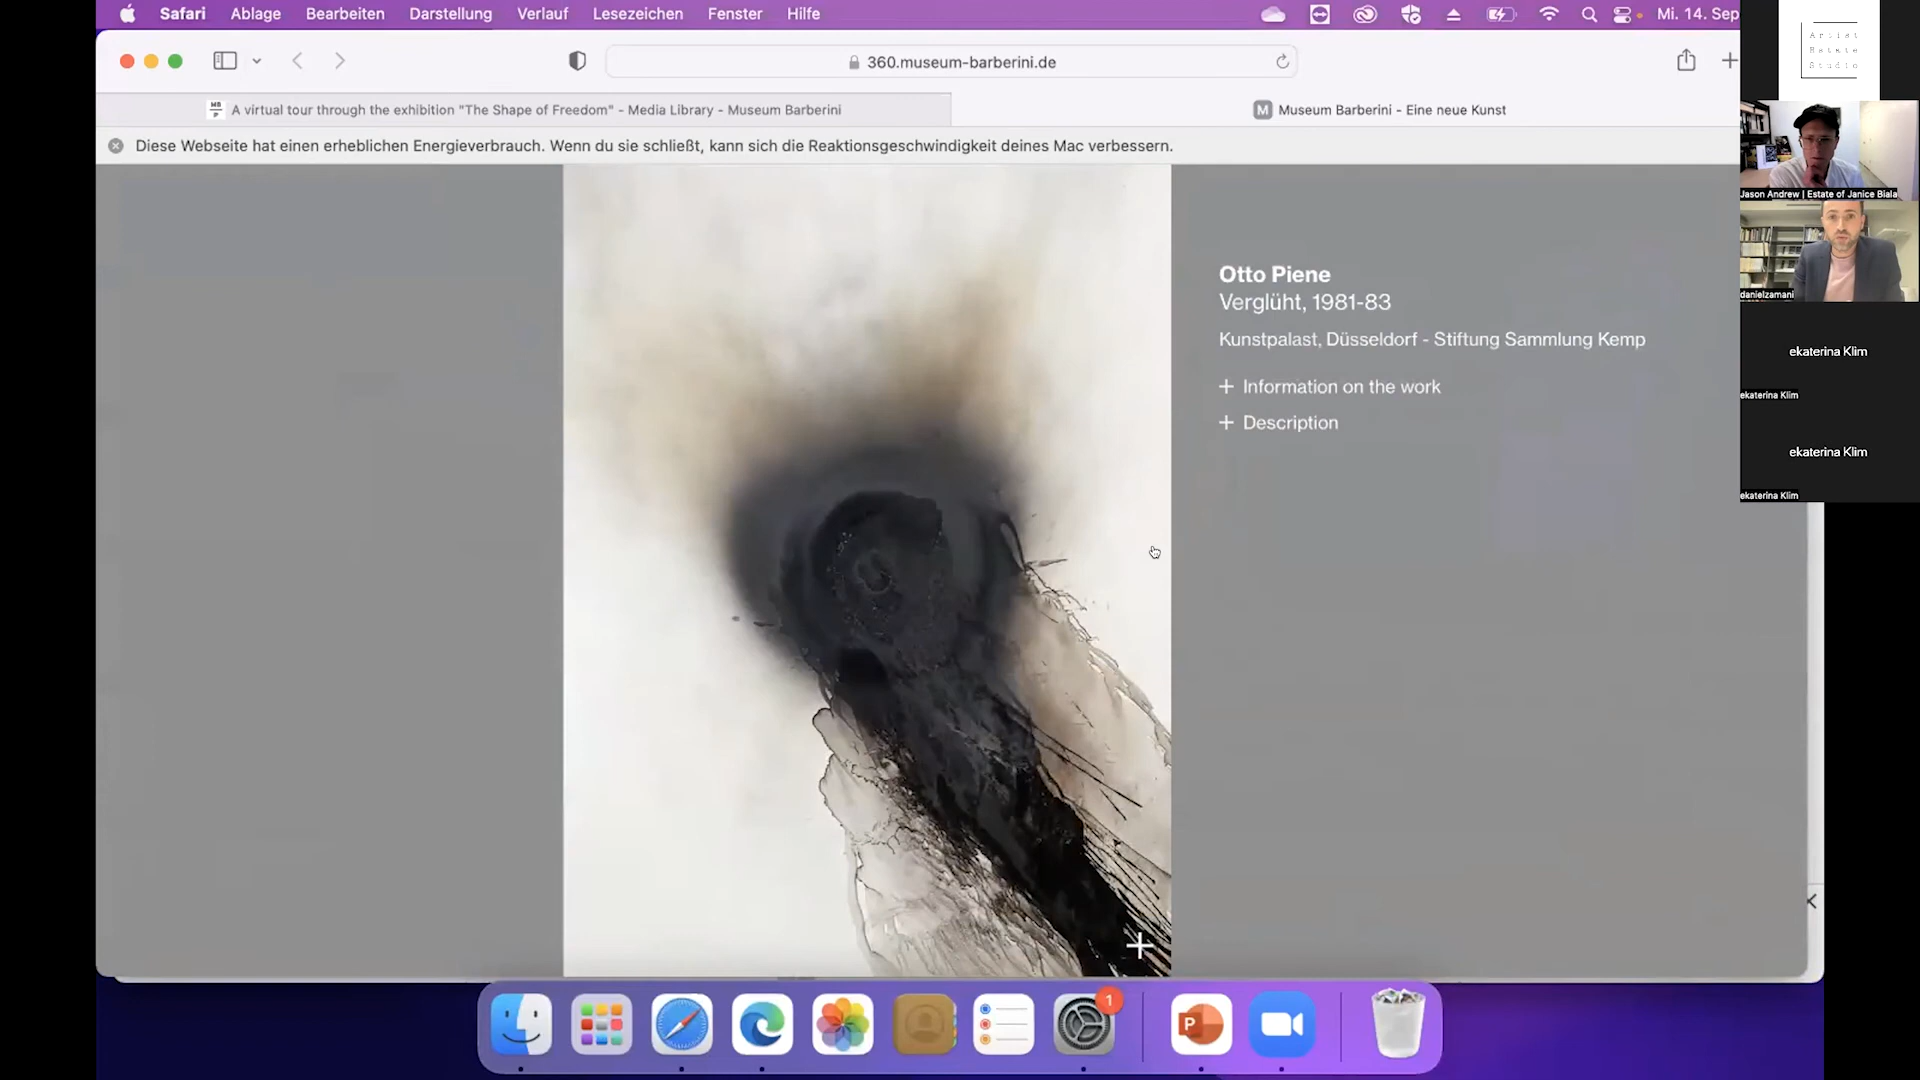 Safari Ablage Bearbeiten Darstellung Verlauf Lesezeichen Fenster Hilfe Mi. 14. Sep
360.museum-barberini.de
A virtual tour through the exhibition "The Shape of Freedom" - Media Library - Museum Barberini
M Museum Barberini - Eine neue Kunst
Diese Webseite hat einen erheblichen Energieverbrauch. Wenn du sie schließt, kann sich die Reaktionsgeschwindigkeit deines Mac verbessern.
Otto Piene
Verglüht, 1981-83
Kunstpalast, Düsseldorf - Stiftung Sammlung Kemp
+ Information on the work
+ Description
Artist
Estate
Studio
Jason Andrew | Estate of Janice Biala
danielzamani
ekaterina Klim
ekaterina Klim
ekaterina Klim
ekaterina Klim
1
P